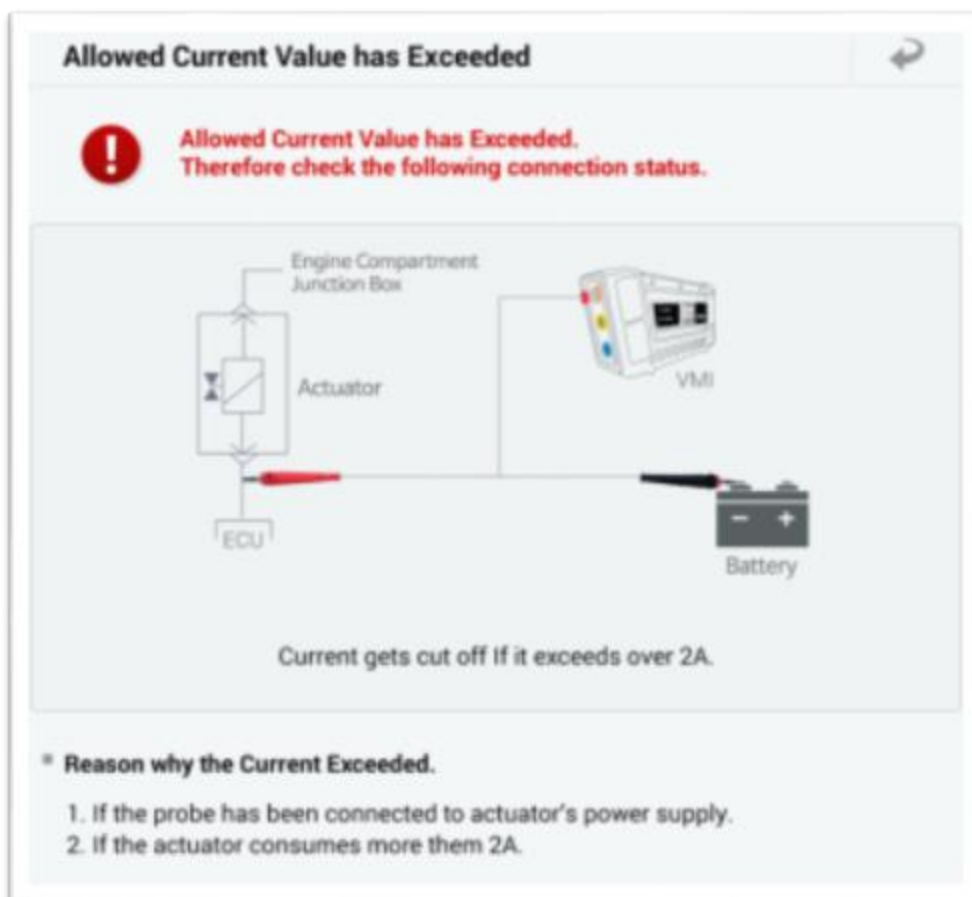 Allowed Current Value has Exceeded
Allowed Current Value has Exceeded.
Therefore check the following connection status.
Engine Compartment
Junction Box
Actuator
VMI
ECU
- +
Battery
Current gets cut off If it exceeds over 2A.
Reason why the Current Exceeded.
1. If the probe has been connected to actuator's power supply.
2. If the actuator consumes more them 2A.